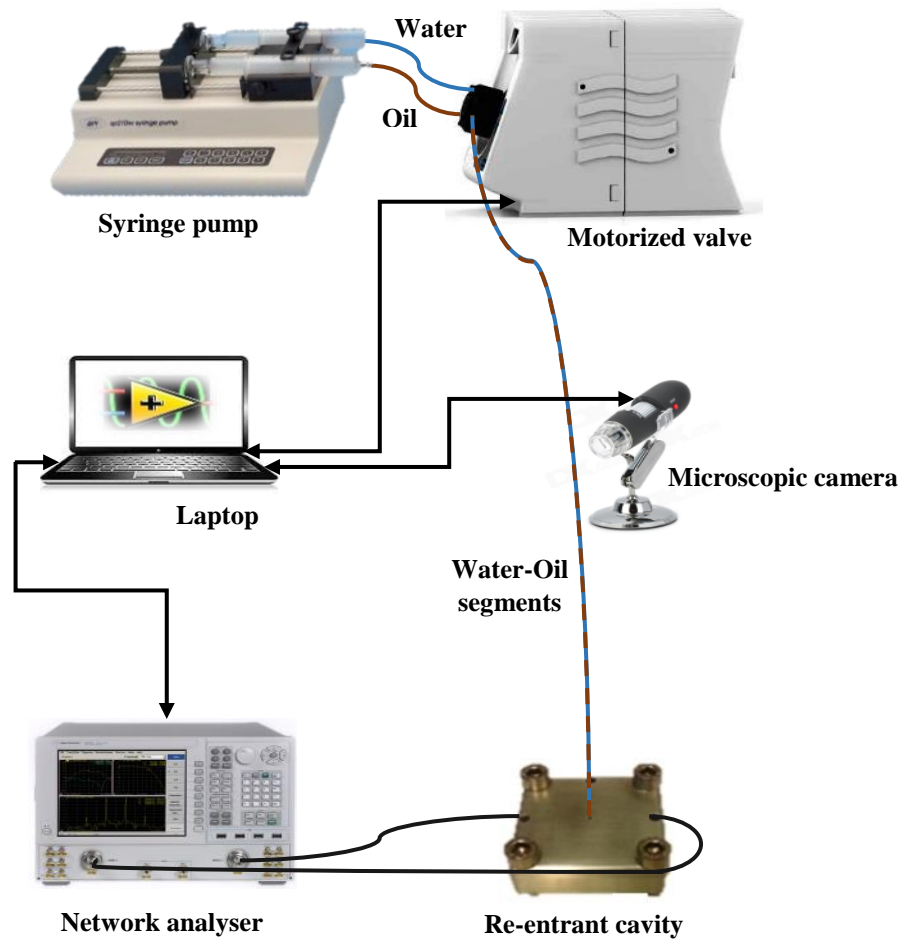 Water
Oil
Syringe pump
Motorized valve
Laptop
Microscopic camera
Water-Oil
segments
Network analyser
Re-entrant cavity